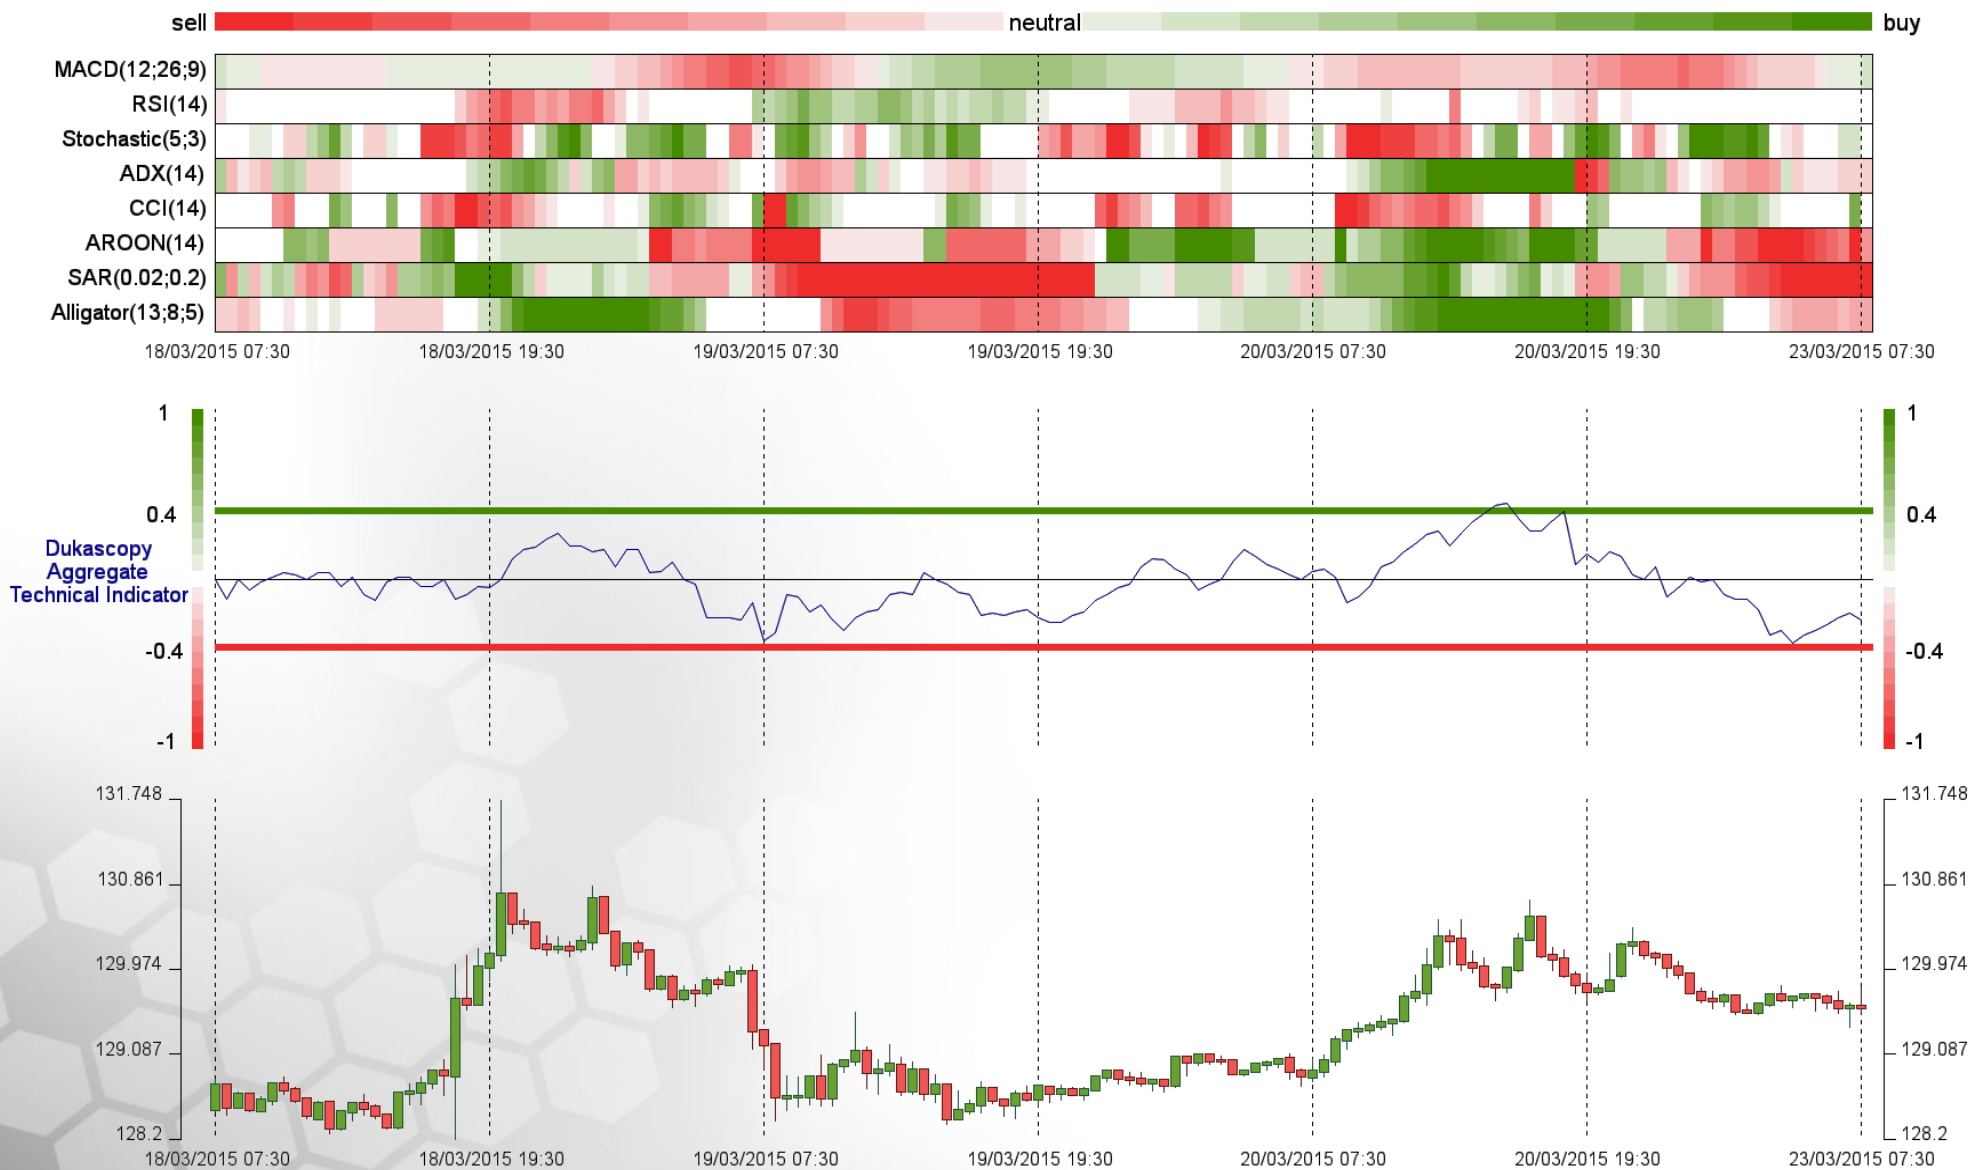 sell neutral buy
MACD(12;26;9)
RSI(14)
Stochastic(5;3)
ADX(14)
CCI(14)
AROON(14)
SAR(0.02;0.2)
Alligator(13;8;5)
18/03/2015 07:30 18/03/2015 19:30 19/03/2015 07:30 19/03/2015 19:30 20/03/2015 07:30 20/03/2015 19:30 23/03/2015 07:30
1 1
0.4 0.4
Dukascopy
Aggregate
Technical Indicator
-0.4 -0.4
-1 -1
131.748 131.748
130.861 130.861
129.974 129.974
129.087 129.087
128.2 128.2
18/03/2015 07:30 18/03/2015 19:30 19/03/2015 07:30 19/03/2015 19:30 20/03/2015 07:30 20/03/2015 19:30 23/03/2015 07:30